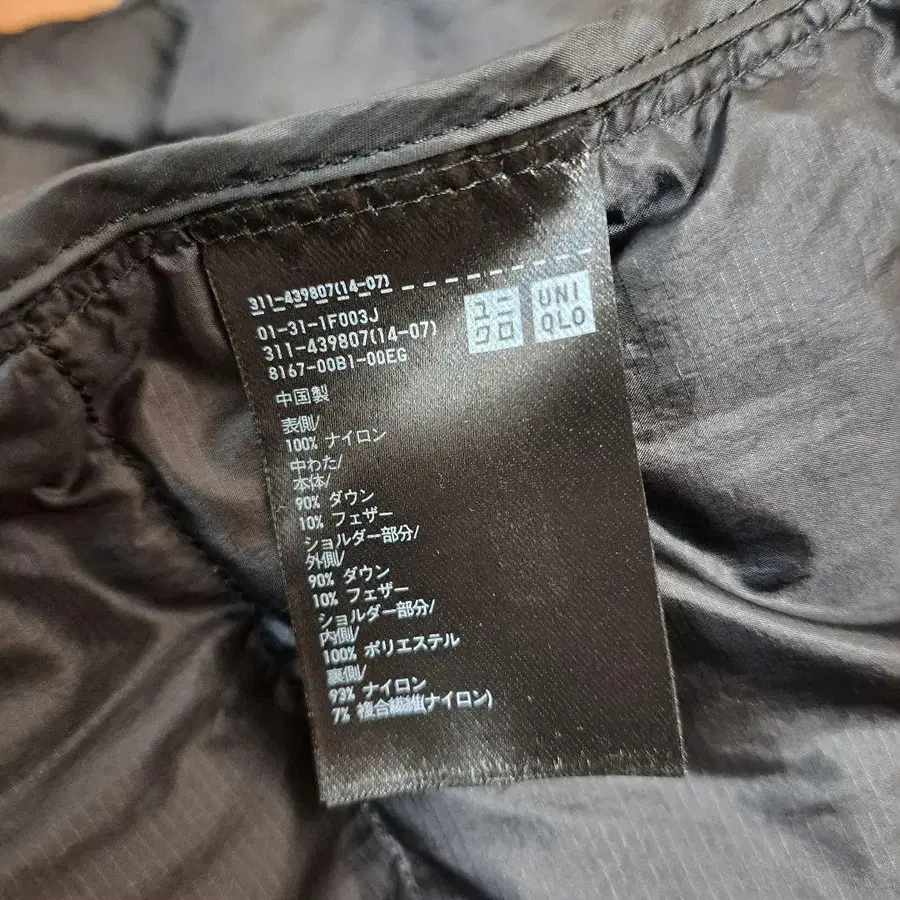 311-439807(14-07)
ユニクロ
UNIQLO
01-31-1F003J
311-439807(14-07)
8167-00B1-00EG
中国製
表側/
100% ナイロン
中わた/
本体/
90% ダウン
10% フェザー
ショルダー部分/
外側/
90% ダウン
10% フェザー
ショルダー部分/
内側/
100% ポリエステル
裏側/
93% ナイロン
7% 複合繊維(ナイロン)